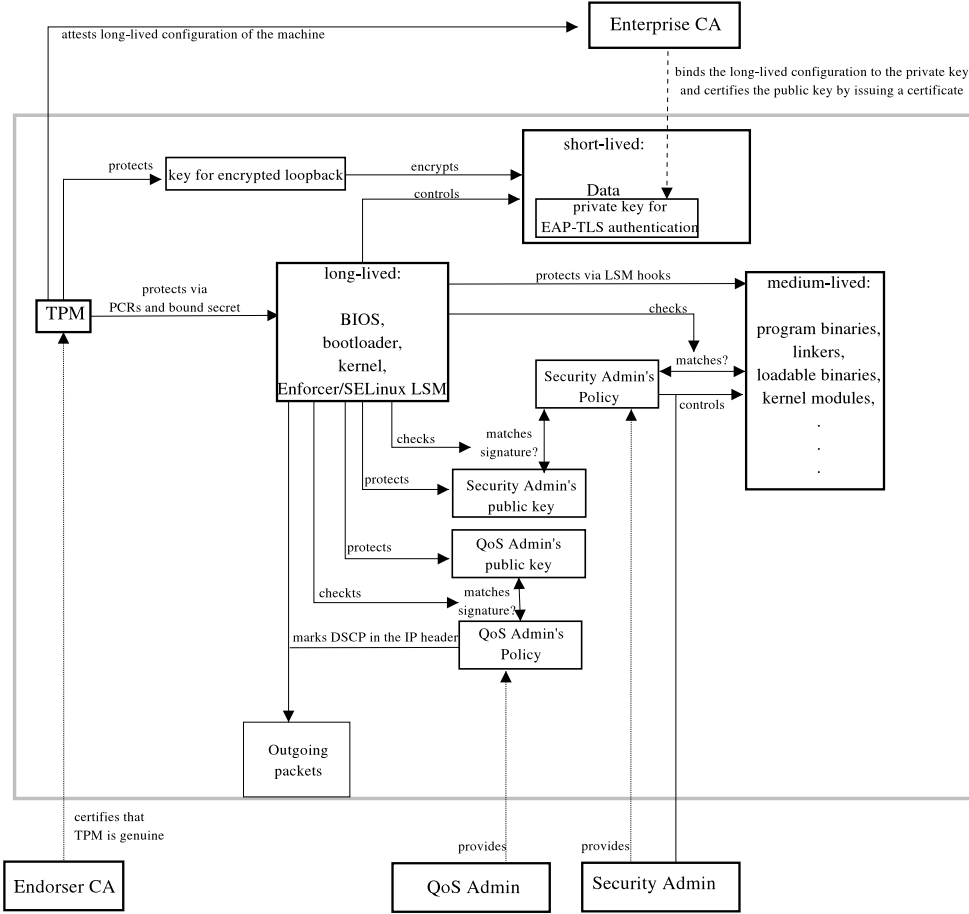 Enterprise CA
attests long-lived configuration of the machine
binds the long-lived configuration to the private key
and certifies the public key by issuing a certificate
short-lived:
protects
key for encrypted loopback
encrypts
controls
Data
private key for
EAP-TLS authentication
long-lived:
BIOS,
bootloader,
kernel,
Enforcer/SELinux LSM
protects via LSM hooks
medium-lived:
program binaries,
linkers,
loadable binaries,
kernel modules,
.
.
.
protects via
PCRs and bound secret
TPM
checks
matches?
Security Admin's
Policy
controls
checks
matches
signature?
protects
Security Admin's
public key
protects
QoS Admin's
public key
checkts
matches
signature?
marks DSCP in the IP header
QoS Admin's
Policy
Outgoing
packets
certifies that
TPM is genuine
provides
provides
Endorser CA
QoS Admin
Security Admin